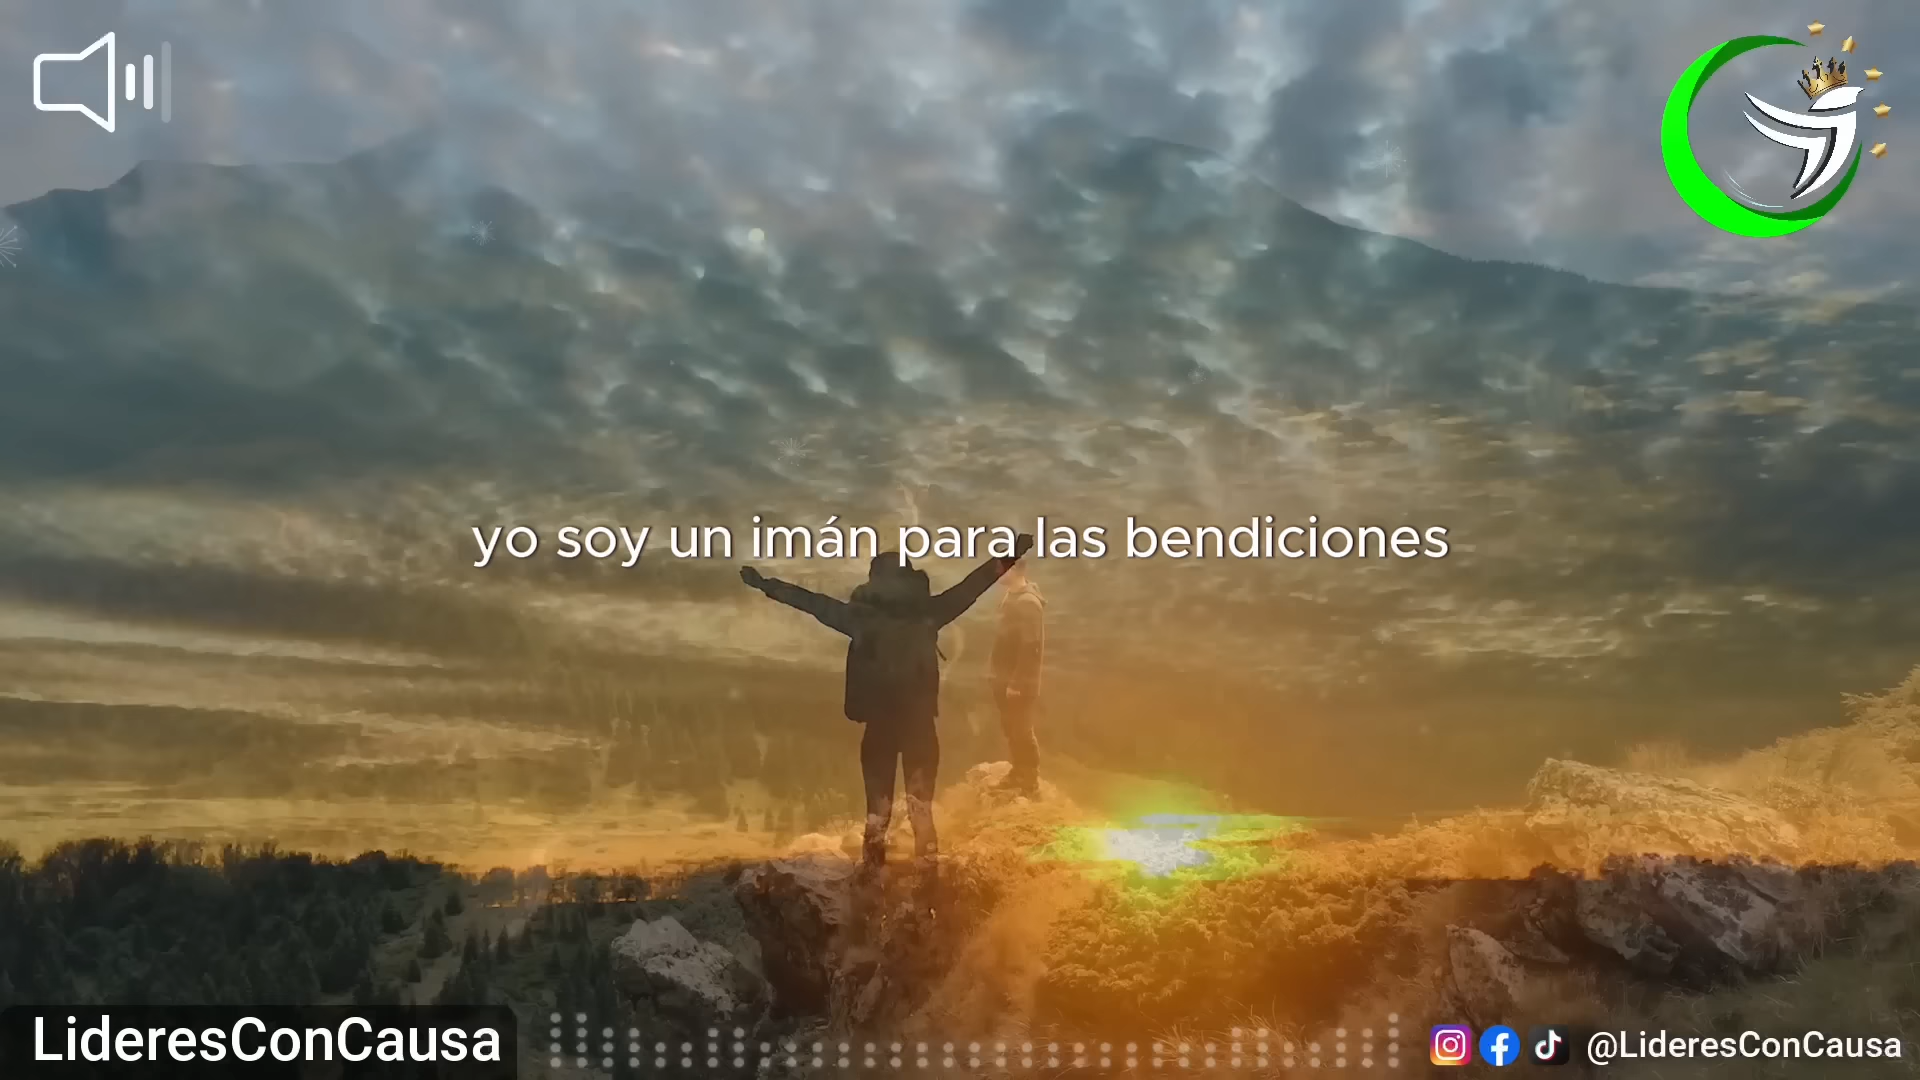 yo soy un imán para las bendiciones
LideresConCausa
@LideresConCausa